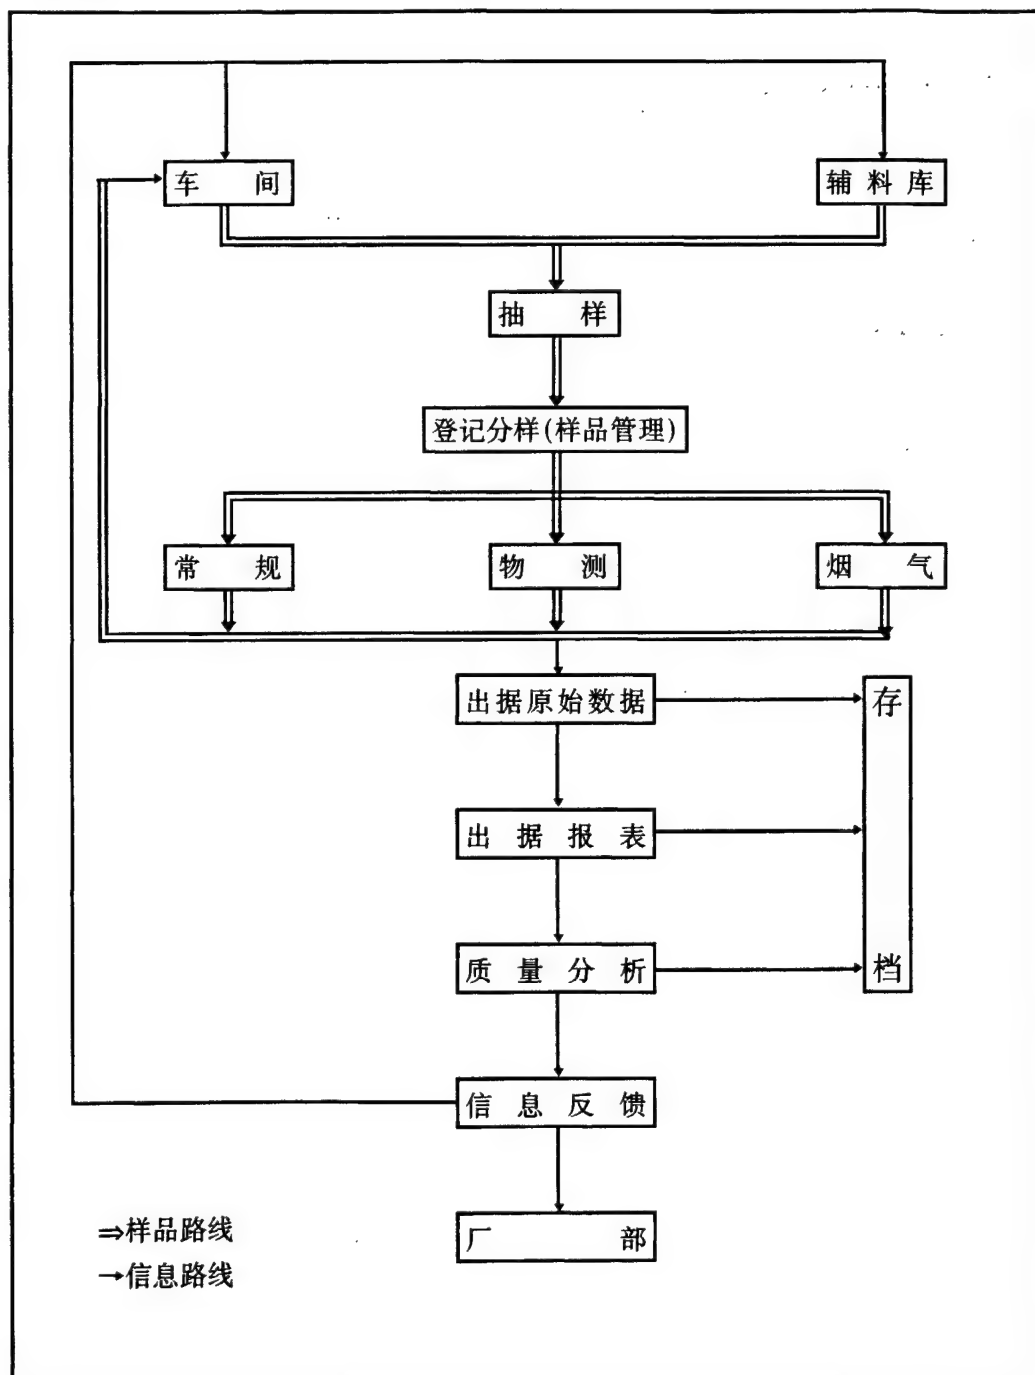 车间
辅料库
抽样
登记分样(样品管理)
常规
物测
烟气
出据原始数据
存档
出据报表
质量分析
信息反馈
厂部
⇒样品路线
→信息路线